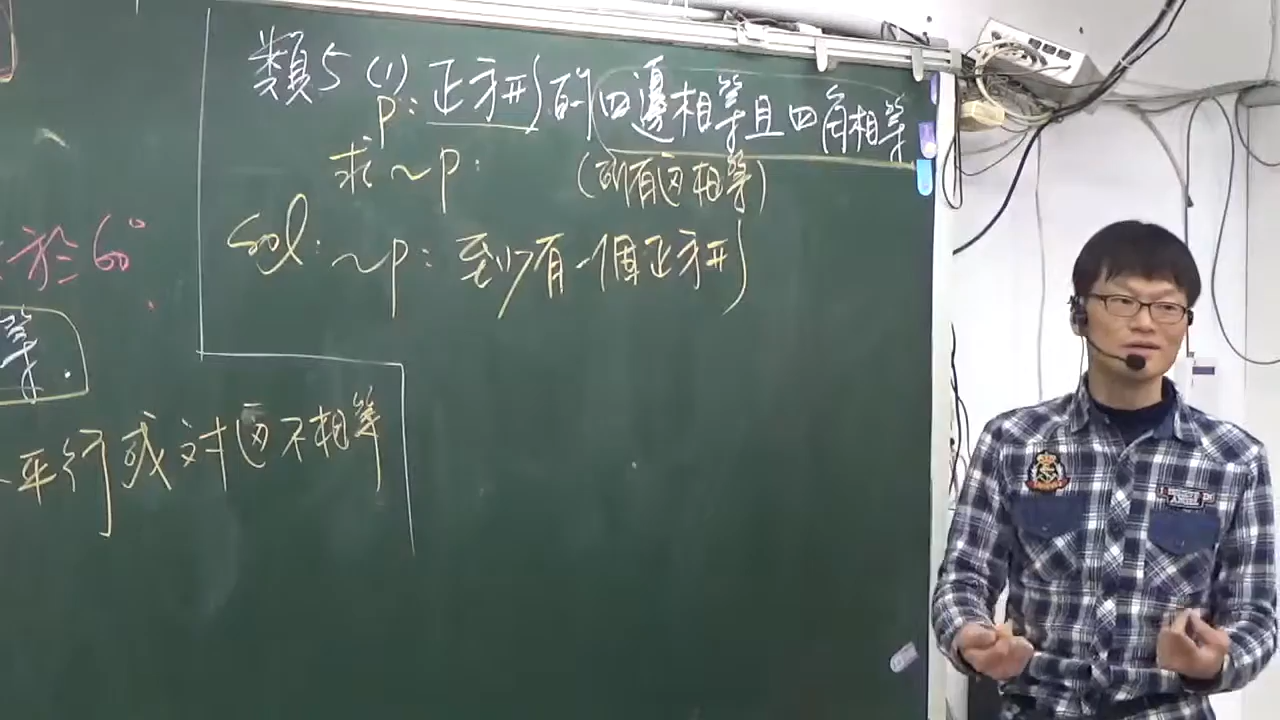 類5 (1)
p: 正方形的四邊相等且四角相等
求~p:
(所有邊相等)
sol: ~p: 至少有一個正方形
於60°
等.
平行或対边不相等